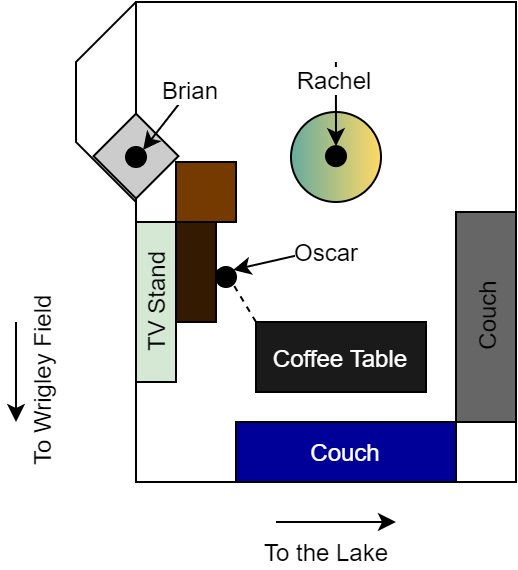 Brian
Rachel
Oscar
TV Stand
Couch
Coffee Table
Couch
To Wrigley Field
To the Lake